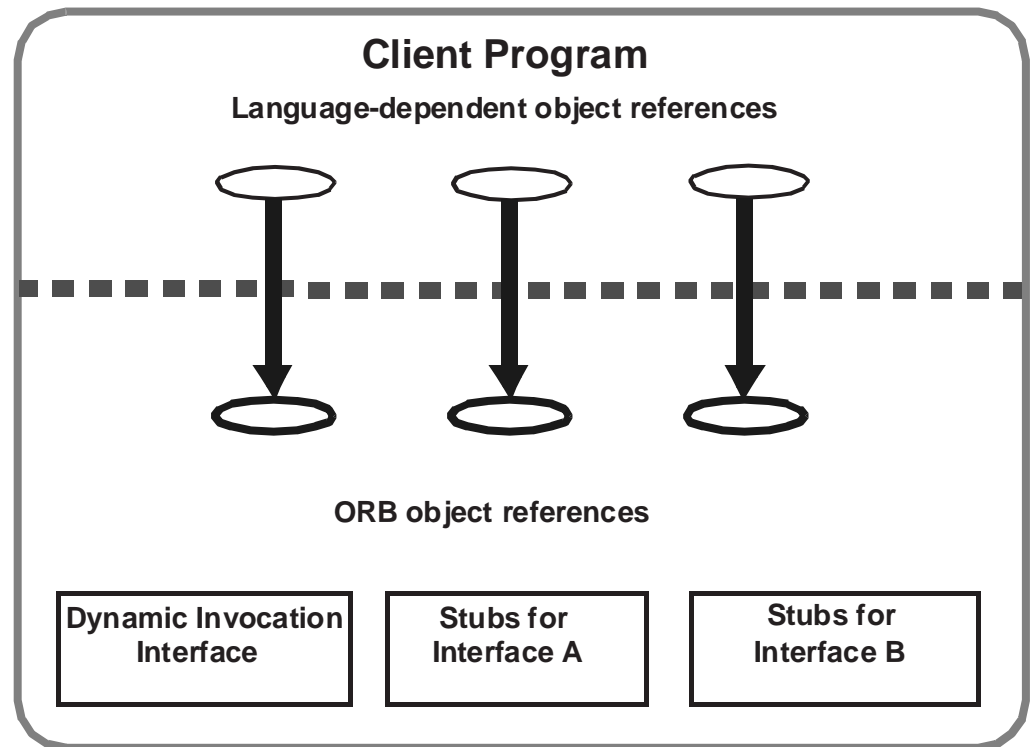 Client Program
Language-dependent object references
ORB object references
Dynamic Invocation
Interface
Stubs for
Interface A
Stubs for
Interface B